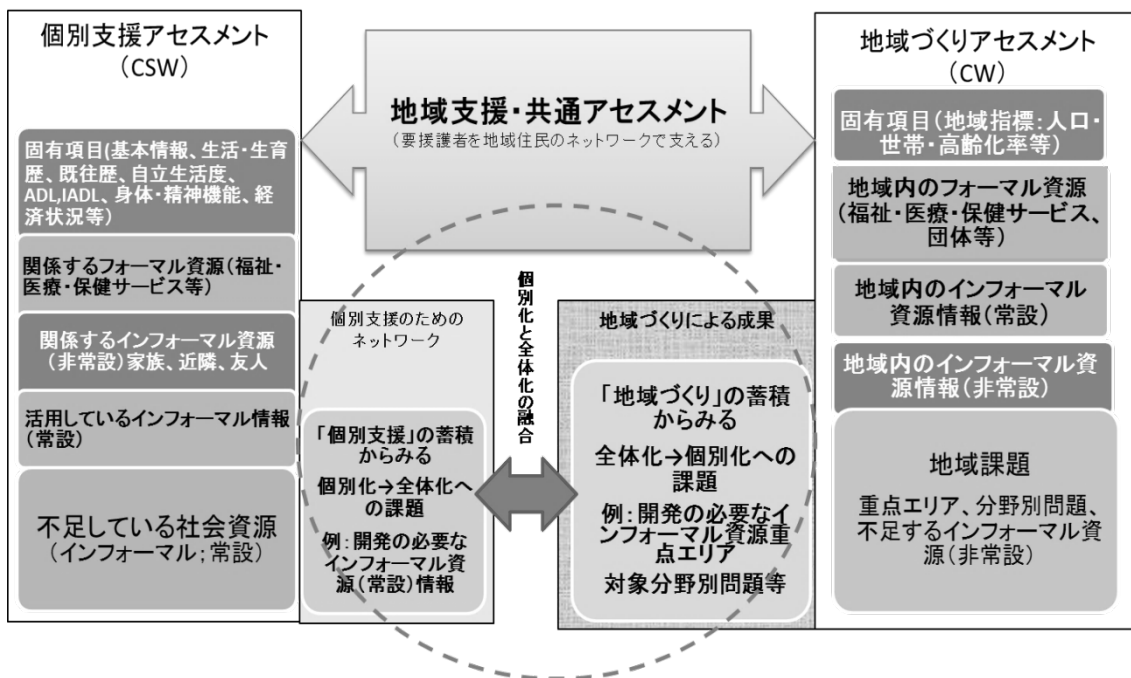 個別支援アセスメント
(CSW)
固有項目(基本情報、生活・生育
歴、既往歴、自立生活度、
ADL,IADL、身体・精神機能、経
済状況等)
関係するフォーマル資源(福祉・
医療・保健サービス等)
関係するインフォーマル資源
(非常設)家族、近隣、友人
活用しているインフォーマル情報
(常設)
不足している社会資源
(インフォーマル;常設)
地域支援・共通アセスメント
(要援護者を地域住民のネットワークで支える)
個別支援のための
ネットワーク
「個別支援」の蓄積
からみる
個別化→全体化へ
の課題
例:開発の必要な
インフォーマル資
源(常設)情報
個別化と全体化の融合
地域づくりによる成果
「地域づくり」の蓄積
からみる
全体化→個別化への
課題
例:開発の必要なイ
ンフォーマル資源重
点エリア
対象分野別問題等
地域づくりアセスメント
(CW)
固有項目(地域指標:人口・
世帯・高齢化率等)
地域内のフォーマル資源
(福祉・医療・保健サービス、
団体等)
地域内のインフォーマル
資源情報(常設)
地域内のインフォーマル資
源情報(非常設)
地域課題
重点エリア、分野別問題、
不足するインフォーマル資
源(非常設)